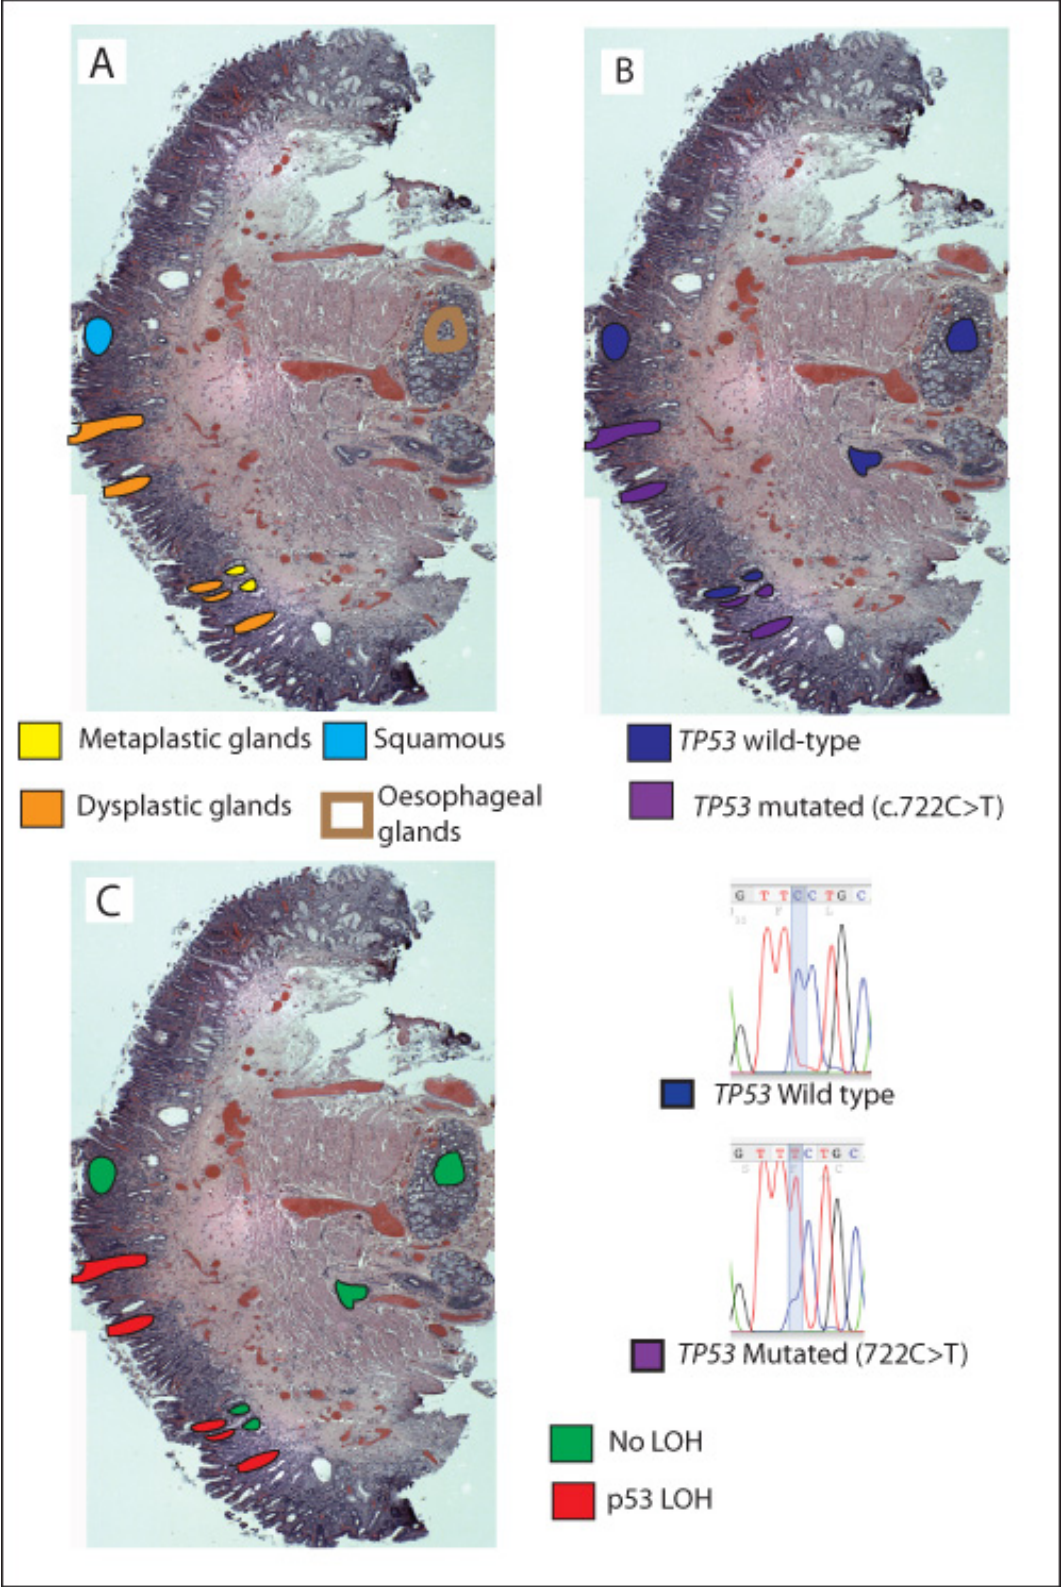 A
B
Metaplastic glands
Squamous
TP53 wild-type
Dysplastic glands
Oesophageal
glands
TP53 mutated (c.722C>T)
C
G T T C C T G C
F L
TP53 Wild type
G T T T C T G C
S F C
TP53 Mutated (722C>T)
No LOH
p53 LOH